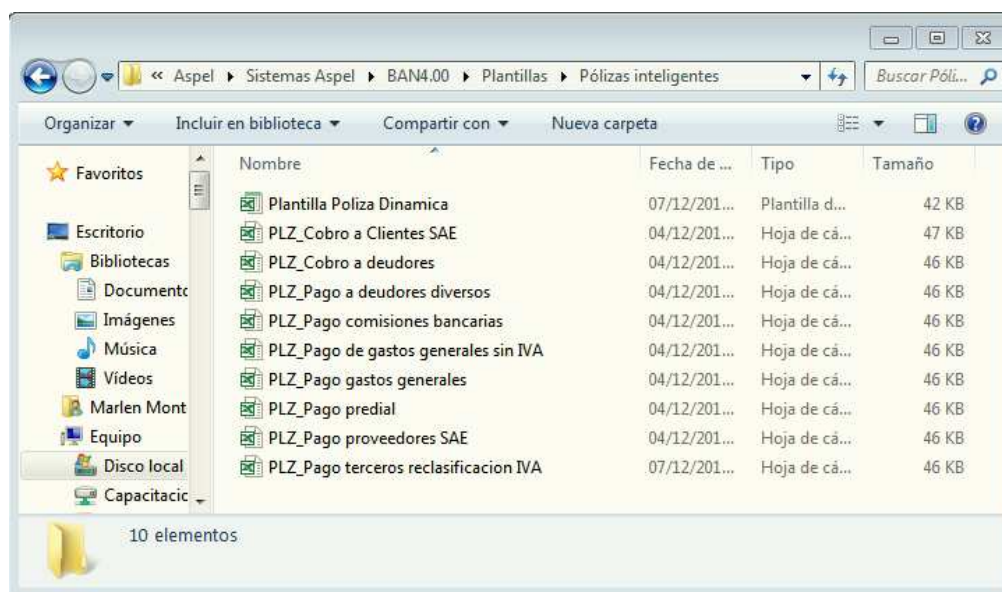 « Aspel ▸ Sistemas Aspel ▸ BAN4.00 ▸ Plantillas ▸ Pólizas inteligentes Buscar Póli...
Organizar Incluir en biblioteca Compartir con Nueva carpeta
Favoritos
Escritorio
Bibliotecas
Documento
Imágenes
Música
Vídeos
Marlen Mont
Equipo
Disco local
Capacitacic
Nombre Fecha de ... Tipo Tamaño
Plantilla Poliza Dinamica 07/12/201... Plantilla d... 42 KB
PLZ_Cobro a Clientes SAE 04/12/201... Hoja de cá... 47 KB
PLZ_Cobro a deudores 04/12/201... Hoja de cá... 46 KB
PLZ_Pago a deudores diversos 04/12/201... Hoja de cá... 46 KB
PLZ_Pago comisiones bancarias 04/12/201... Hoja de cá... 46 KB
PLZ_Pago de gastos generales sin IVA 04/12/201... Hoja de cá... 46 KB
PLZ_Pago gastos generales 04/12/201... Hoja de cá... 46 KB
PLZ_Pago predial 04/12/201... Hoja de cá... 46 KB
PLZ_Pago proveedores SAE 04/12/201... Hoja de cá... 46 KB
PLZ_Pago terceros reclasificacion IVA 07/12/201... Hoja de cá... 46 KB
10 elementos